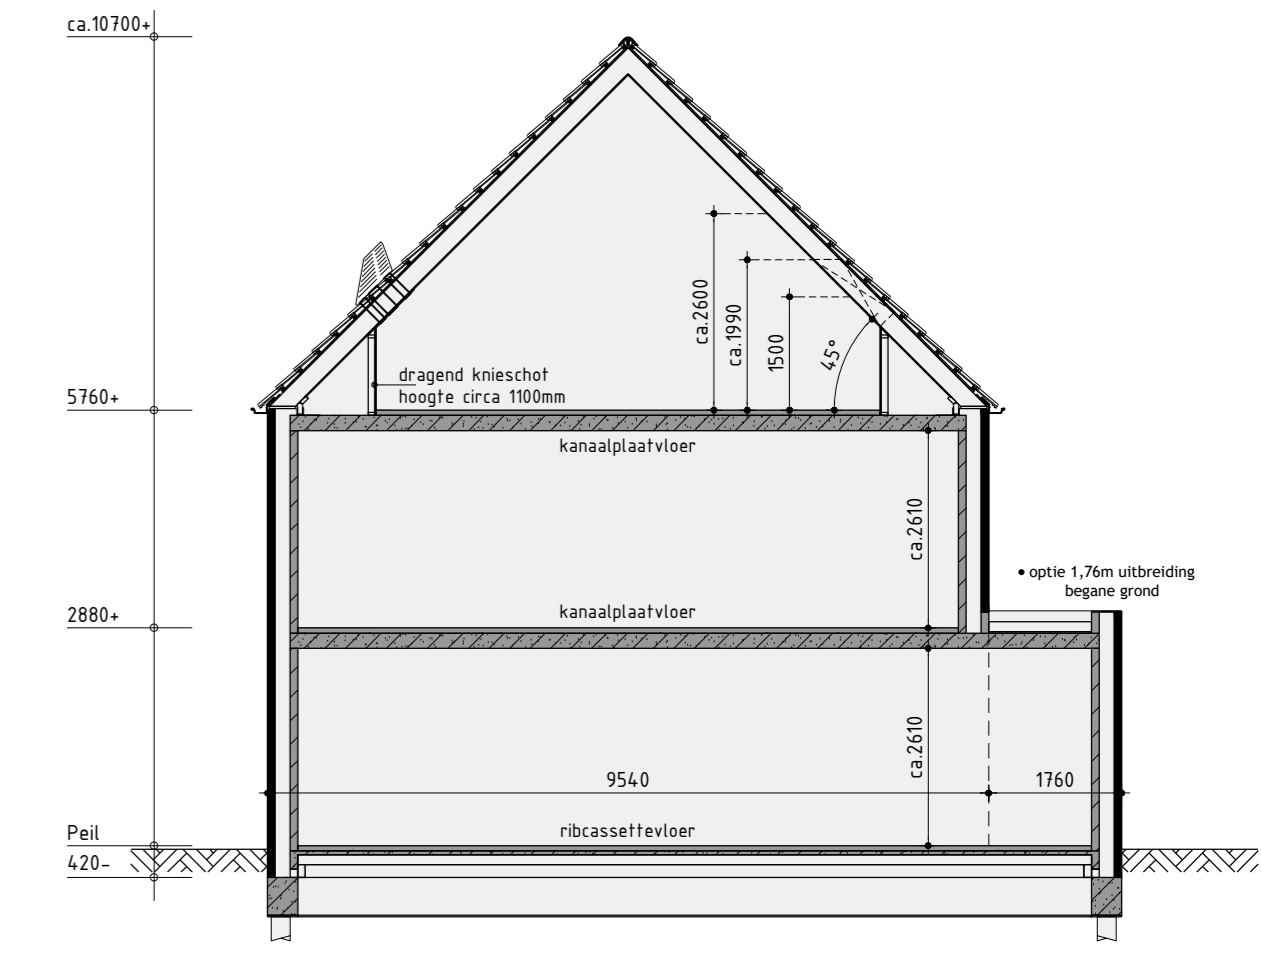 ca.10700+
ca.2600
ca.1990
1500
45°
dragend knieschot
hoogte circa 1100mm
5760+
kanaalplaatvloer
ca.2610
• optie 1,76m uitbreiding
begane grond
kanaalplaatvloer
2880+
ca.2610
9540
1760
Peil
ribcassettevloer
420-